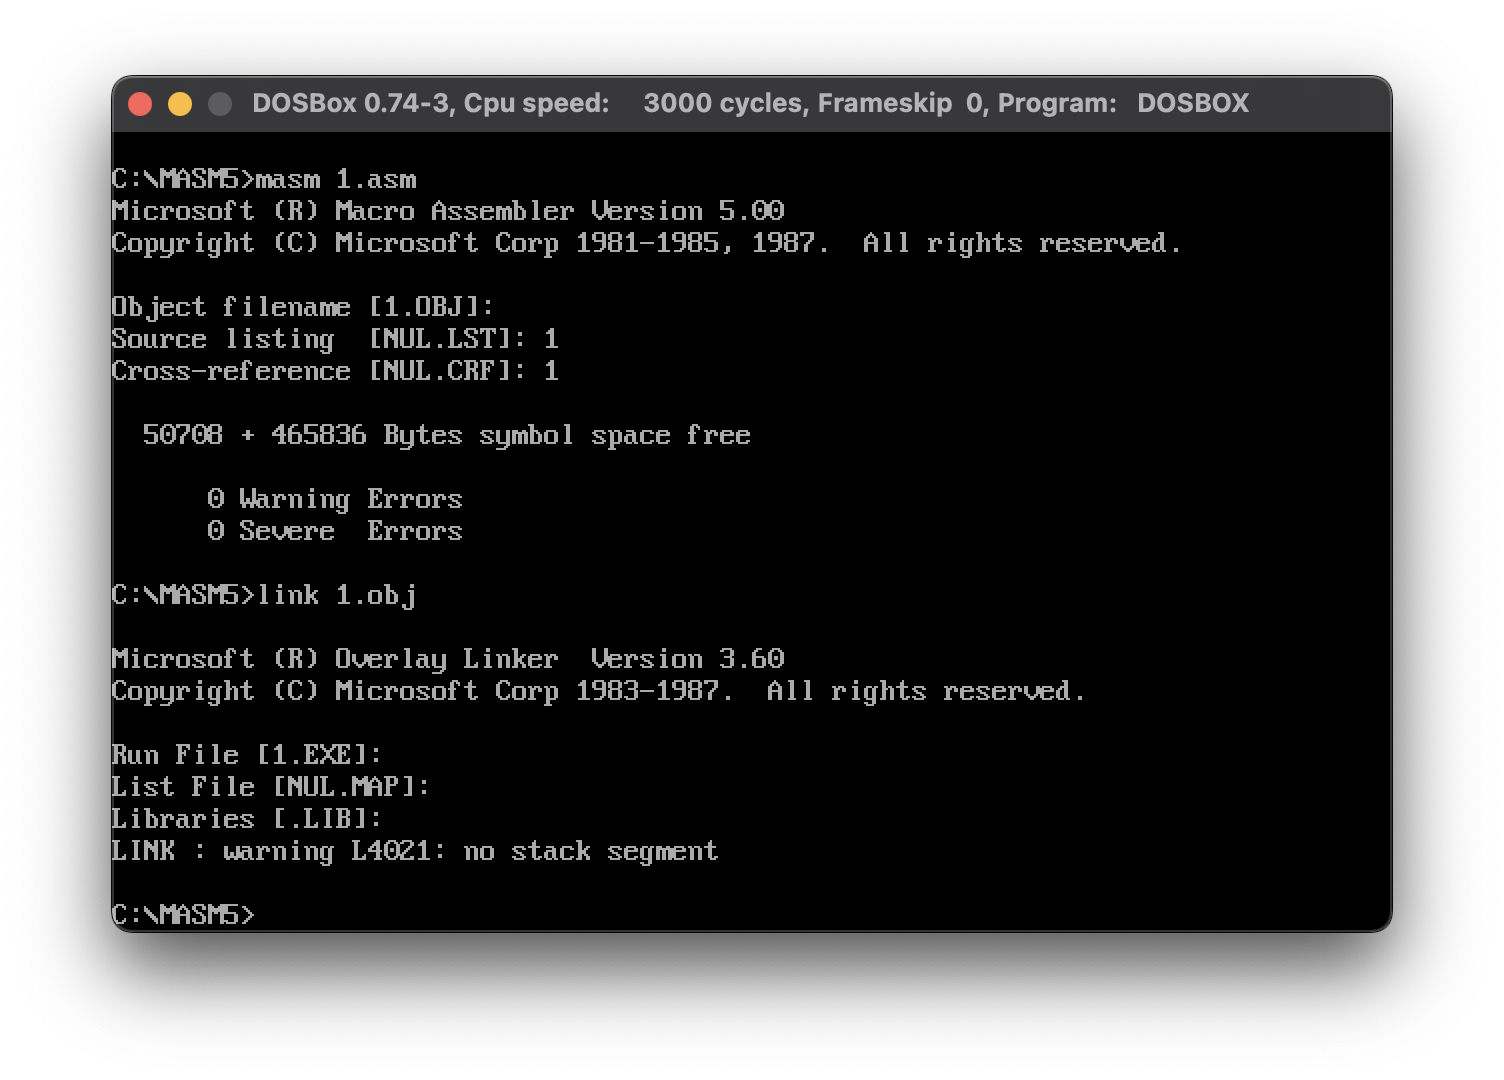 DOSBox 0.74-3, Cpu speed:    3000 cycles, Frameskip  0, Program:   DOSBOX
C:\MASM5>masm 1.asm
Microsoft (R) Macro Assembler Version 5.00
Copyright (C) Microsoft Corp 1981-1985, 1987.  All rights reserved.
Object filename [1.OBJ]:
Source listing  [NUL.LST]: 1
Cross-reference [NUL.CRF]: 1
  50708 + 465836 Bytes symbol space free
      0 Warning Errors
      0 Severe  Errors
C:\MASM5>link 1.obj
Microsoft (R) Overlay Linker  Version 3.60
Copyright (C) Microsoft Corp 1983-1987.  All rights reserved.
Run File [1.EXE]:
List File [NUL.MAP]:
Libraries [.LIB]:
LINK : warning L4021: no stack segment
C:\MASM5>